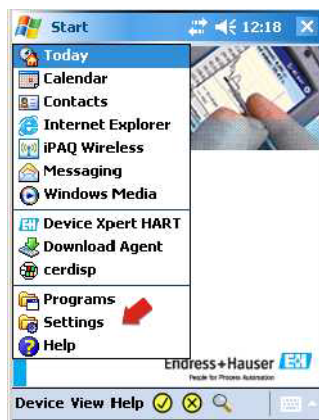 Start 12:18
Today
Calendar
Contacts
Internet Explorer
iPAQ Wireless
Messaging
Windows Media
Device Xpert HART
Download Agent
cerdisp
Programs
Settings
Help
Endress+Hauser EH
People for Process Automation
Device View Help